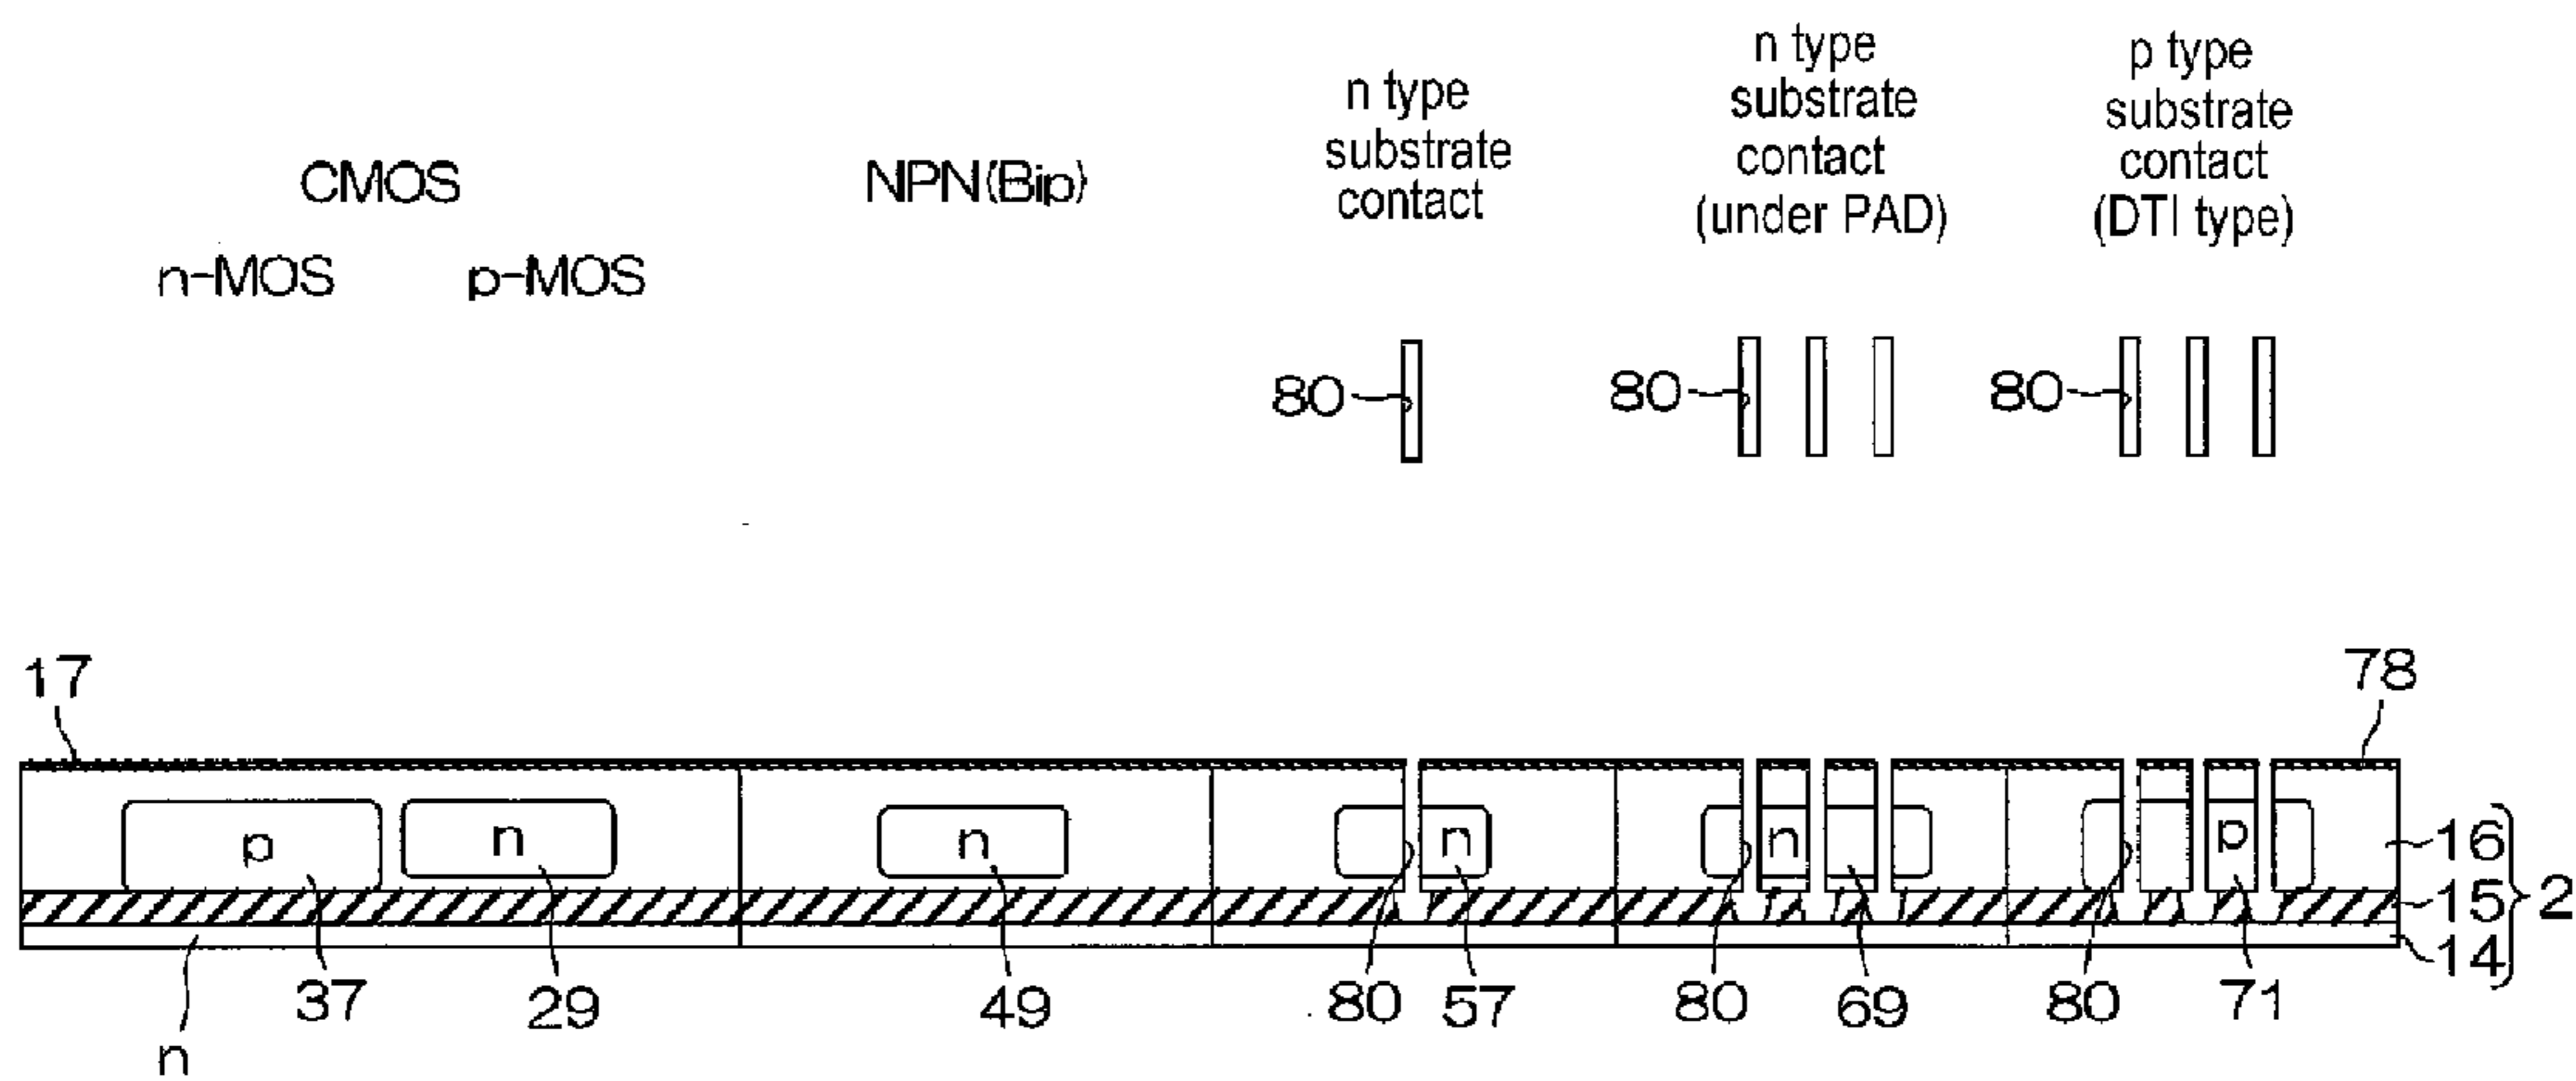 CMOS
n-MOS
p-MOS
NPN(Bip)
n type
substrate
contact
n type
substrate
contact
(under PAD)
p type
substrate
contact
(DTI type)
80
80
80
17
78
p
n
n
n
n
p
16
15
14
2
n
37
29
49
80
57
80
69
80
71